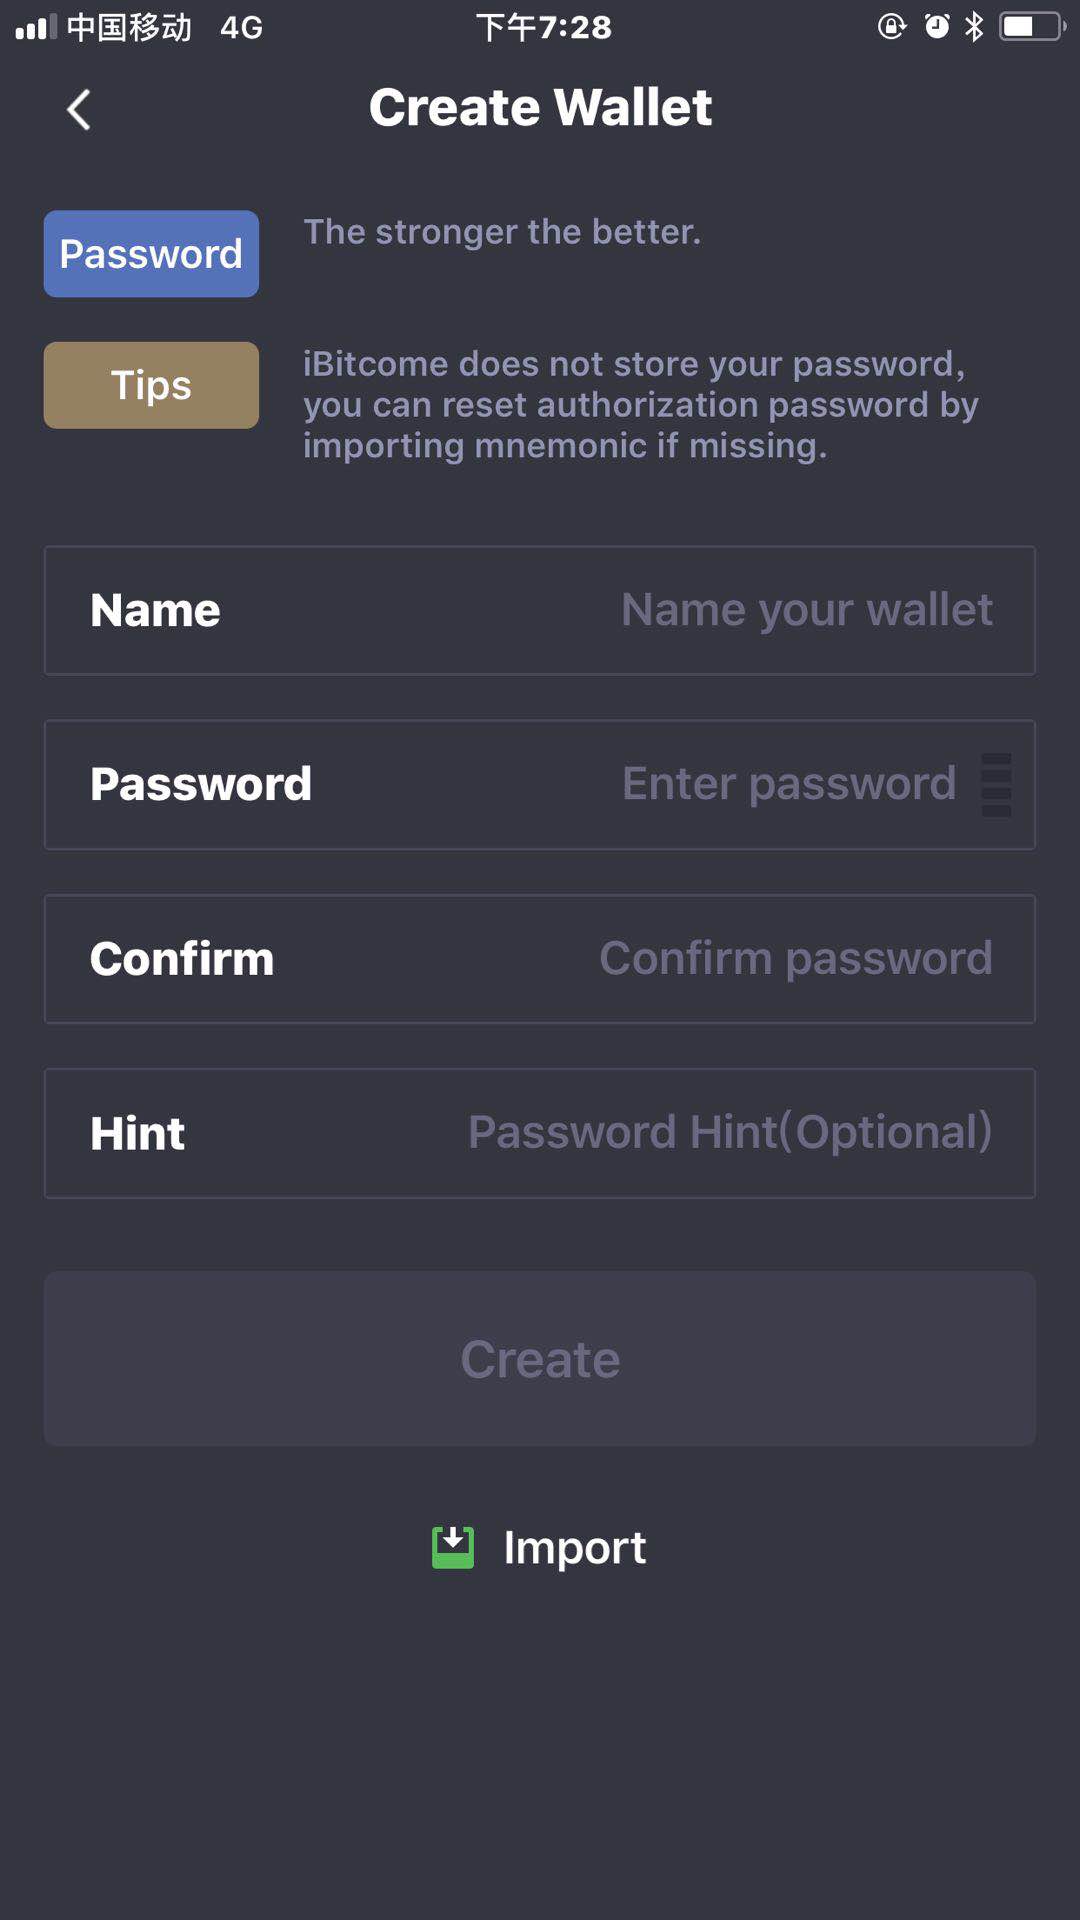 中国移动 4G 下午7:28
Create Wallet
Password
The stronger the better.
Tips
iBitcome does not store your password,
you can reset authorization password by
importing mnemonic if missing.
Name Name your wallet
Password Enter password
Confirm Confirm password
Hint Password Hint(Optional)
Create
Import